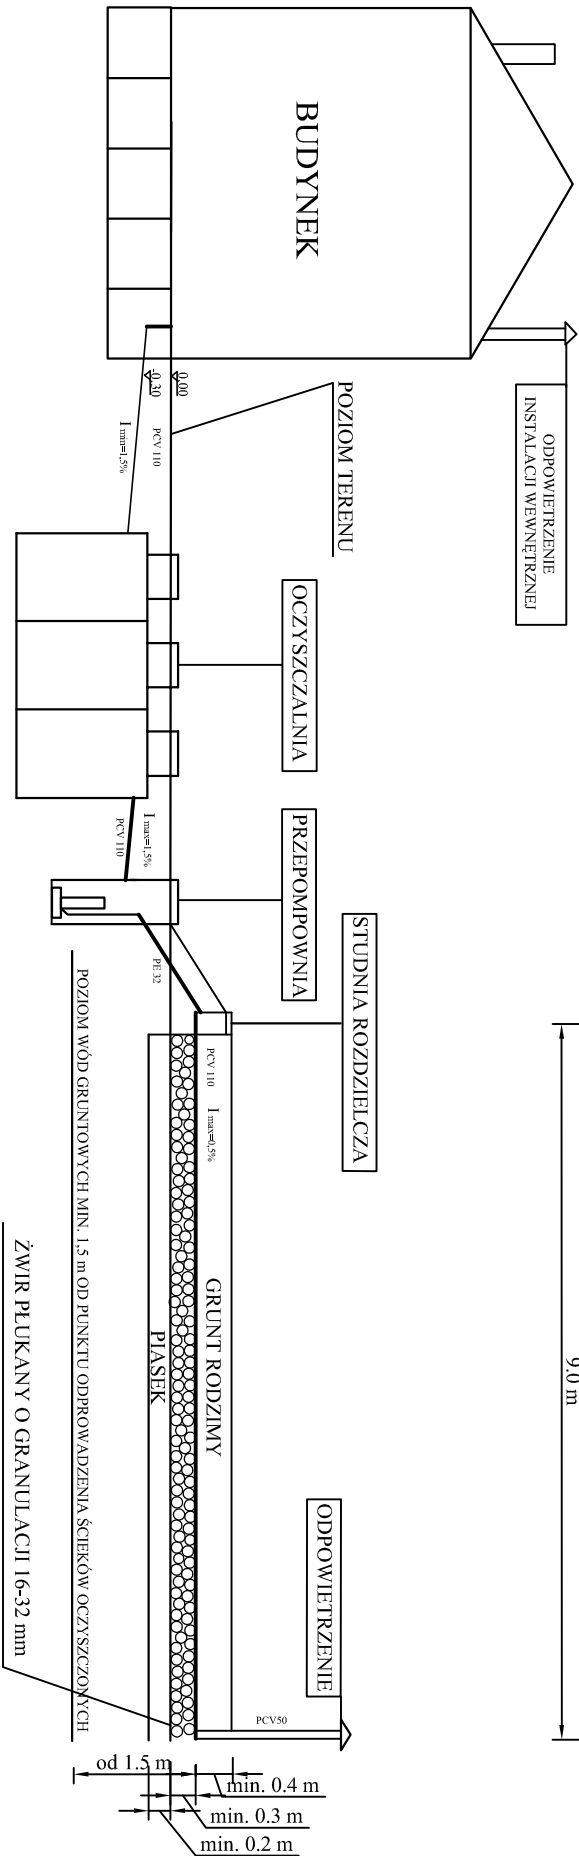 BUDYNEK
ODPOWIETRZENIE
INSTALACJI WEWNĘTRZNEJ
0.00
-0.30
PCV 110
I min=1,5%
POZIOM TERENU
OCZYSZCZALNIA
I max=1,5%
PCV 110
PRZEPOMPOWNIA
PE 32
STUDNIA ROZDZIELCZA
PCV 110
I max=0,5%
9.0 m
GRUNT RODZIMY
PIASEK
POZIOM WÓD GRUNTOWYCH MIN. 1,5 m OD PUNKTU ODPROWADZENIA ŚCIEKÓW OCZYSZCZONYCH
ŻWIR PŁUKANY O GRANULACJI 16-32 mm
ODPOWIETRZENIE
PCV50
od 1.5 m
min. 0.4 m
min. 0.3 m
min. 0.2 m